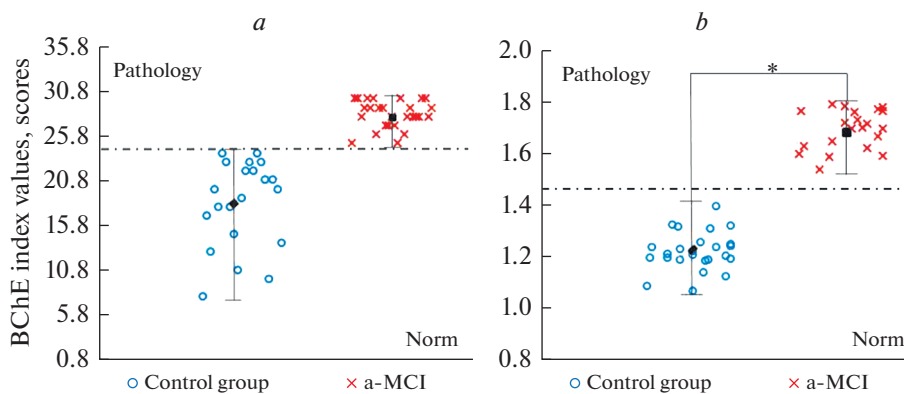 a
b
BChE index values, scores
35.8
30.8
25.8
20.8
15.8
10.8
5.8
0.8
Pathology
Norm
2.0
1.8
1.6
1.4
1.2
1.0
0.8
Pathology
*
Norm
Control group
a-MCI
Control group
a-MCI